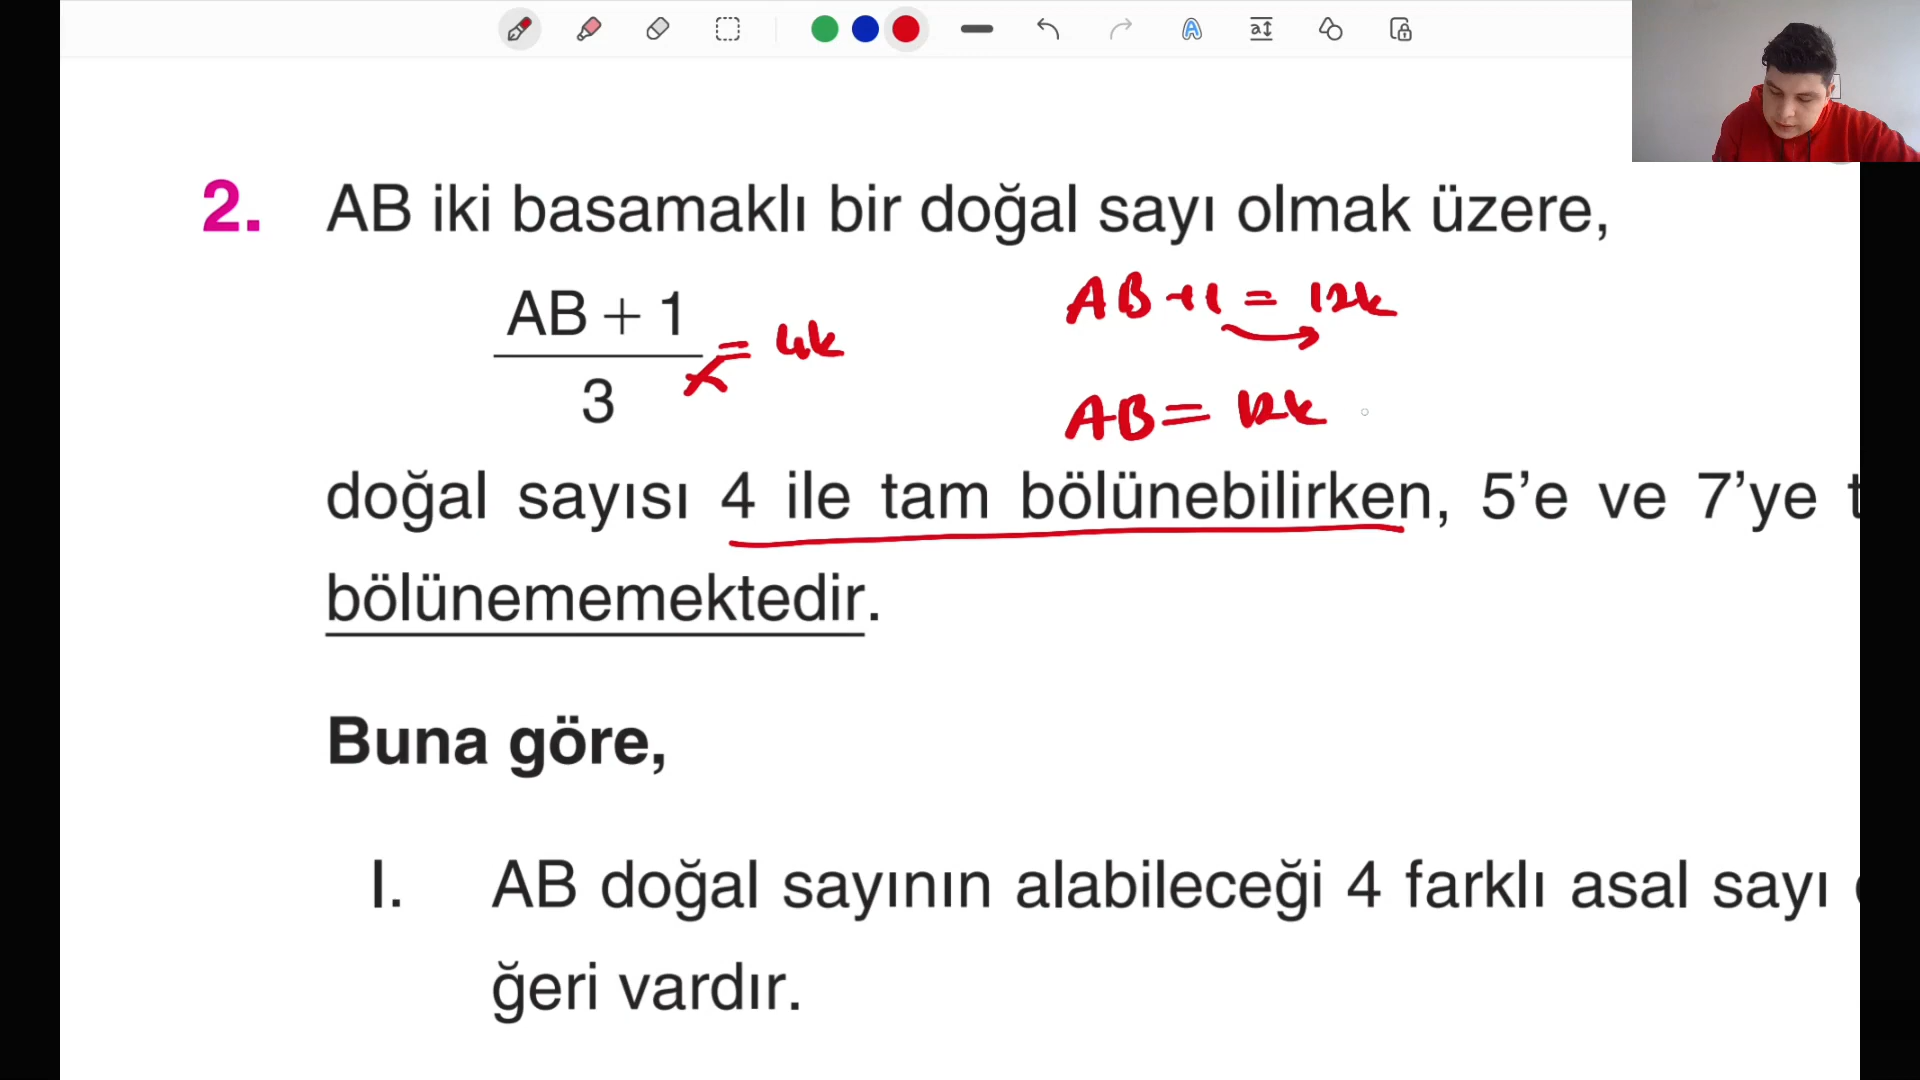 2. AB iki basamaklı bir doğal sayı olmak üzere,
AB + 1
3
= 4k
AB+1 = 12k
AB = 12k
doğal sayısı 4 ile tam bölünebilirken, 5’e ve 7’ye t
bölünememektedir.
Buna göre,
I. AB doğal sayının alabileceği 4 farklı asal sayı
ğeri vardır.